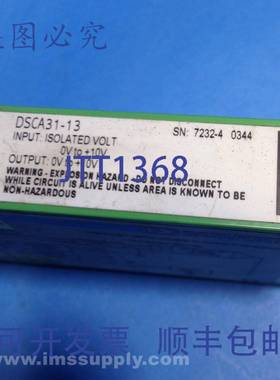 盗图必究
DSCA31-13
SN: 7232-4 0344
INPUT: ISOLATED VOLT
0V to +10V
OUTPUT: 0V to +10V
JTT1368
WARNING - EXPLOSION HAZARD - DO NOT DISCONNECT
WHILE CIRCUIT IS ALIVE UNLESS AREA IS KNOWN TO BE
NON-HAZARDOUS
可开发票 顺丰包邮
www.imssupply.com